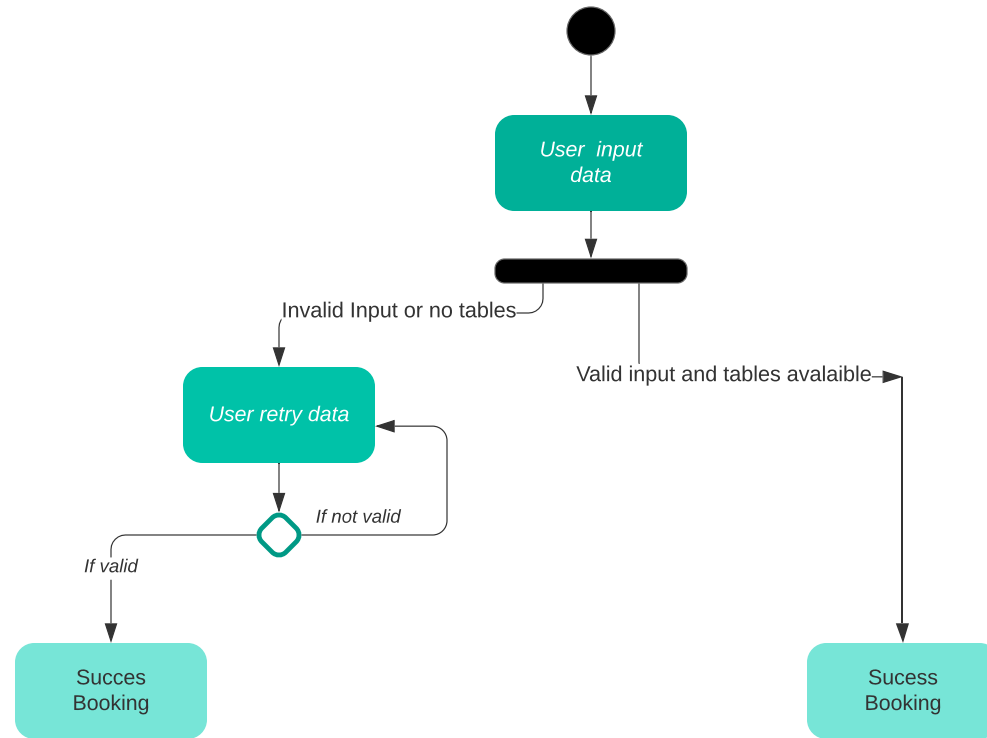 User input
data
Invalid Input or no tables
Valid input and tables avalaible
User retry data
If not valid
If valid
Succes
Booking
Sucess
Booking